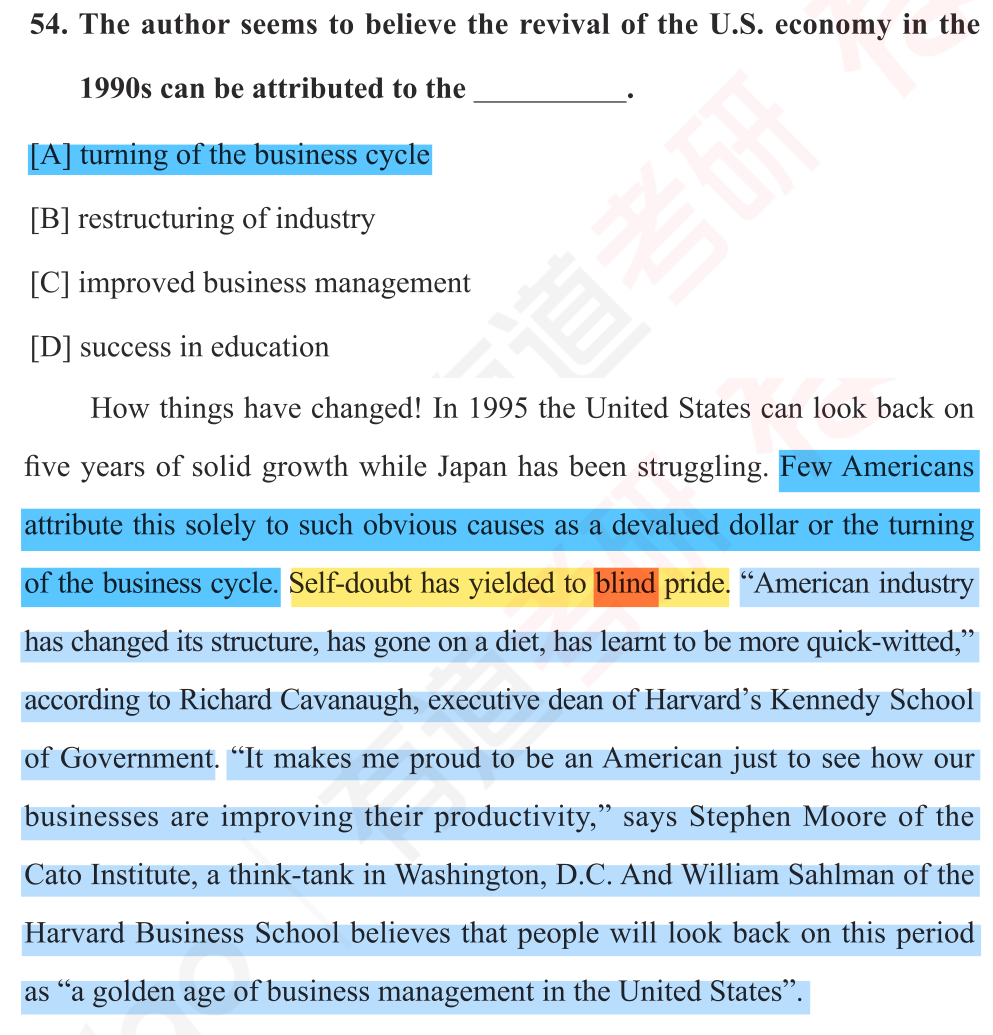 54. The author seems to believe the revival of the U.S. economy in the
1990s can be attributed to the __________.
[A] turning of the business cycle
[B] restructuring of industry
[C] improved business management
[D] success in education
How things have changed! In 1995 the United States can look back on
five years of solid growth while Japan has been struggling. Few Americans
attribute this solely to such obvious causes as a devalued dollar or the turning
of the business cycle. Self-doubt has yielded to blind pride. “American industry
has changed its structure, has gone on a diet, has learnt to be more quick-witted,”
according to Richard Cavanaugh, executive dean of Harvard’s Kennedy School
of Government. “It makes me proud to be an American just to see how our
businesses are improving their productivity,” says Stephen Moore of the
Cato Institute, a think-tank in Washington, D.C. And William Sahlman of the
Harvard Business School believes that people will look back on this period
as “a golden age of business management in the United States”.
有道考研